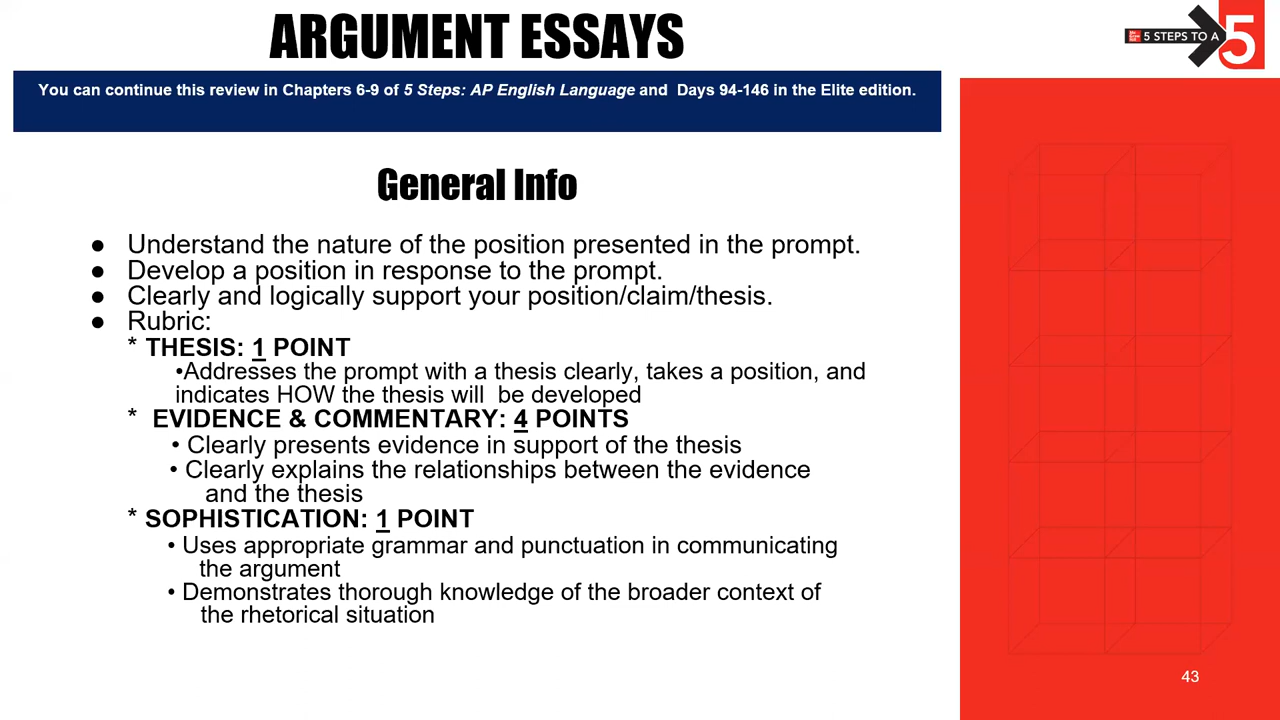 ARGUMENT ESSAYS
5 STEPS TO A
5
You can continue this review in Chapters 6-9 of 5 Steps: AP English Language and Days 94-146 in the Elite edition.
General Info
● Understand the nature of the position presented in the prompt.
● Develop a position in response to the prompt.
● Clearly and logically support your position/claim/thesis.
● Rubric:
* THESIS: 1 POINT
•Addresses the prompt with a thesis clearly, takes a position, and
indicates HOW the thesis will be developed
* EVIDENCE & COMMENTARY: 4 POINTS
• Clearly presents evidence in support of the thesis
• Clearly explains the relationships between the evidence
and the thesis
* SOPHISTICATION: 1 POINT
• Uses appropriate grammar and punctuation in communicating
the argument
• Demonstrates thorough knowledge of the broader context of
the rhetorical situation
43